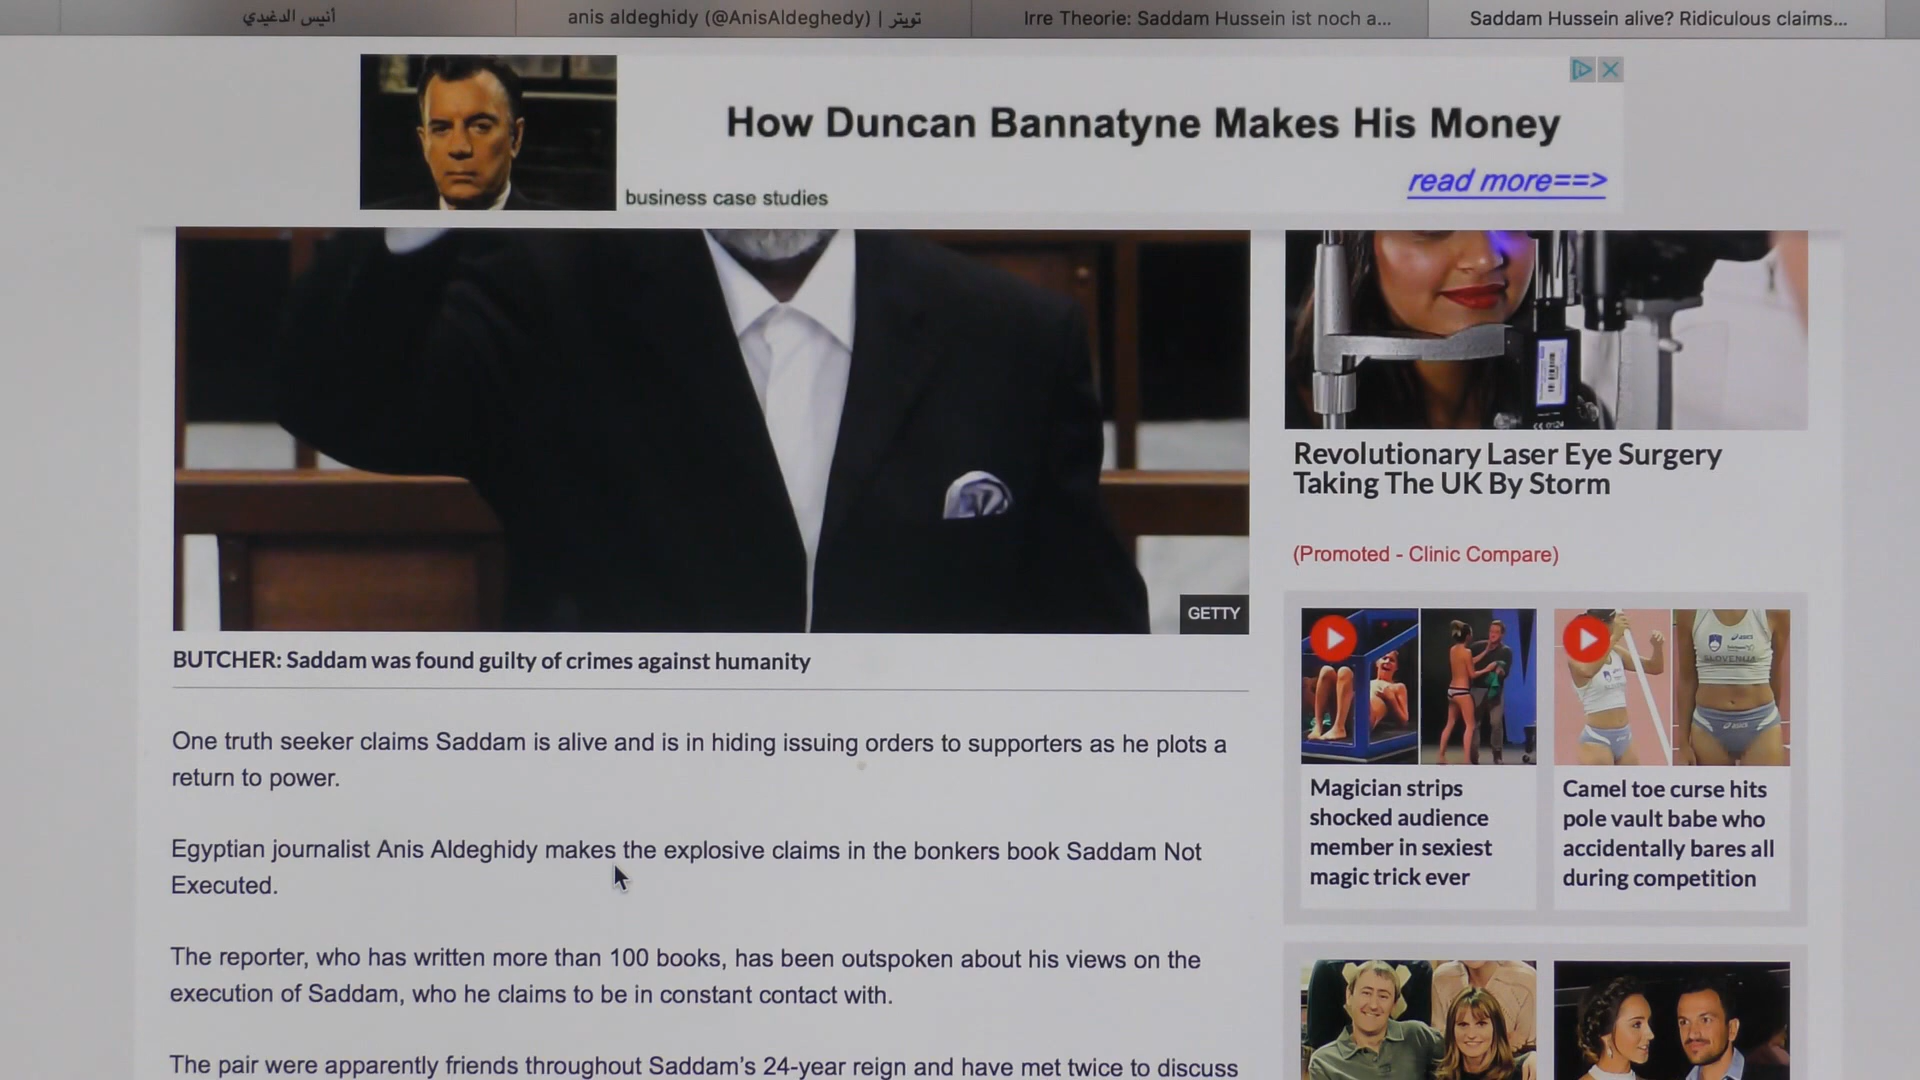 أنيس الدغيدي
anis aldeghidy (@AnisAldeghedy) | تويتر
Irre Theorie: Saddam Hussein ist noch a...
Saddam Hussein alive? Ridiculous claims...
How Duncan Bannatyne Makes His Money
business case studies
read more==>
GETTY
BUTCHER: Saddam was found guilty of crimes against humanity
One truth seeker claims Saddam is alive and is in hiding issuing orders to supporters as he plots a
return to power.
Egyptian journalist Anis Aldeghidy makes the explosive claims in the bonkers book Saddam Not
Executed.
The reporter, who has written more than 100 books, has been outspoken about his views on the
execution of Saddam, who he claims to be in constant contact with.
The pair were apparently friends throughout Saddam's 24-year reign and have met twice to discuss
Revolutionary Laser Eye Surgery
Taking The UK By Storm
(Promoted - Clinic Compare)
Magician strips
shocked audience
member in sexiest
magic trick ever
SLOVENIJA
Camel toe curse hits
pole vault babe who
accidentally bares all
during competition